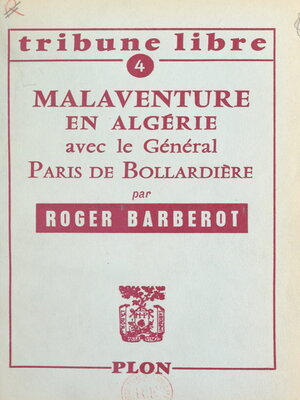 tribune libre
4
MALAVENTURE
EN ALGÉRIE
avec le Général
PARIS DE BOLLARDIÈRE
par
ROGER BARBEROT
PLON